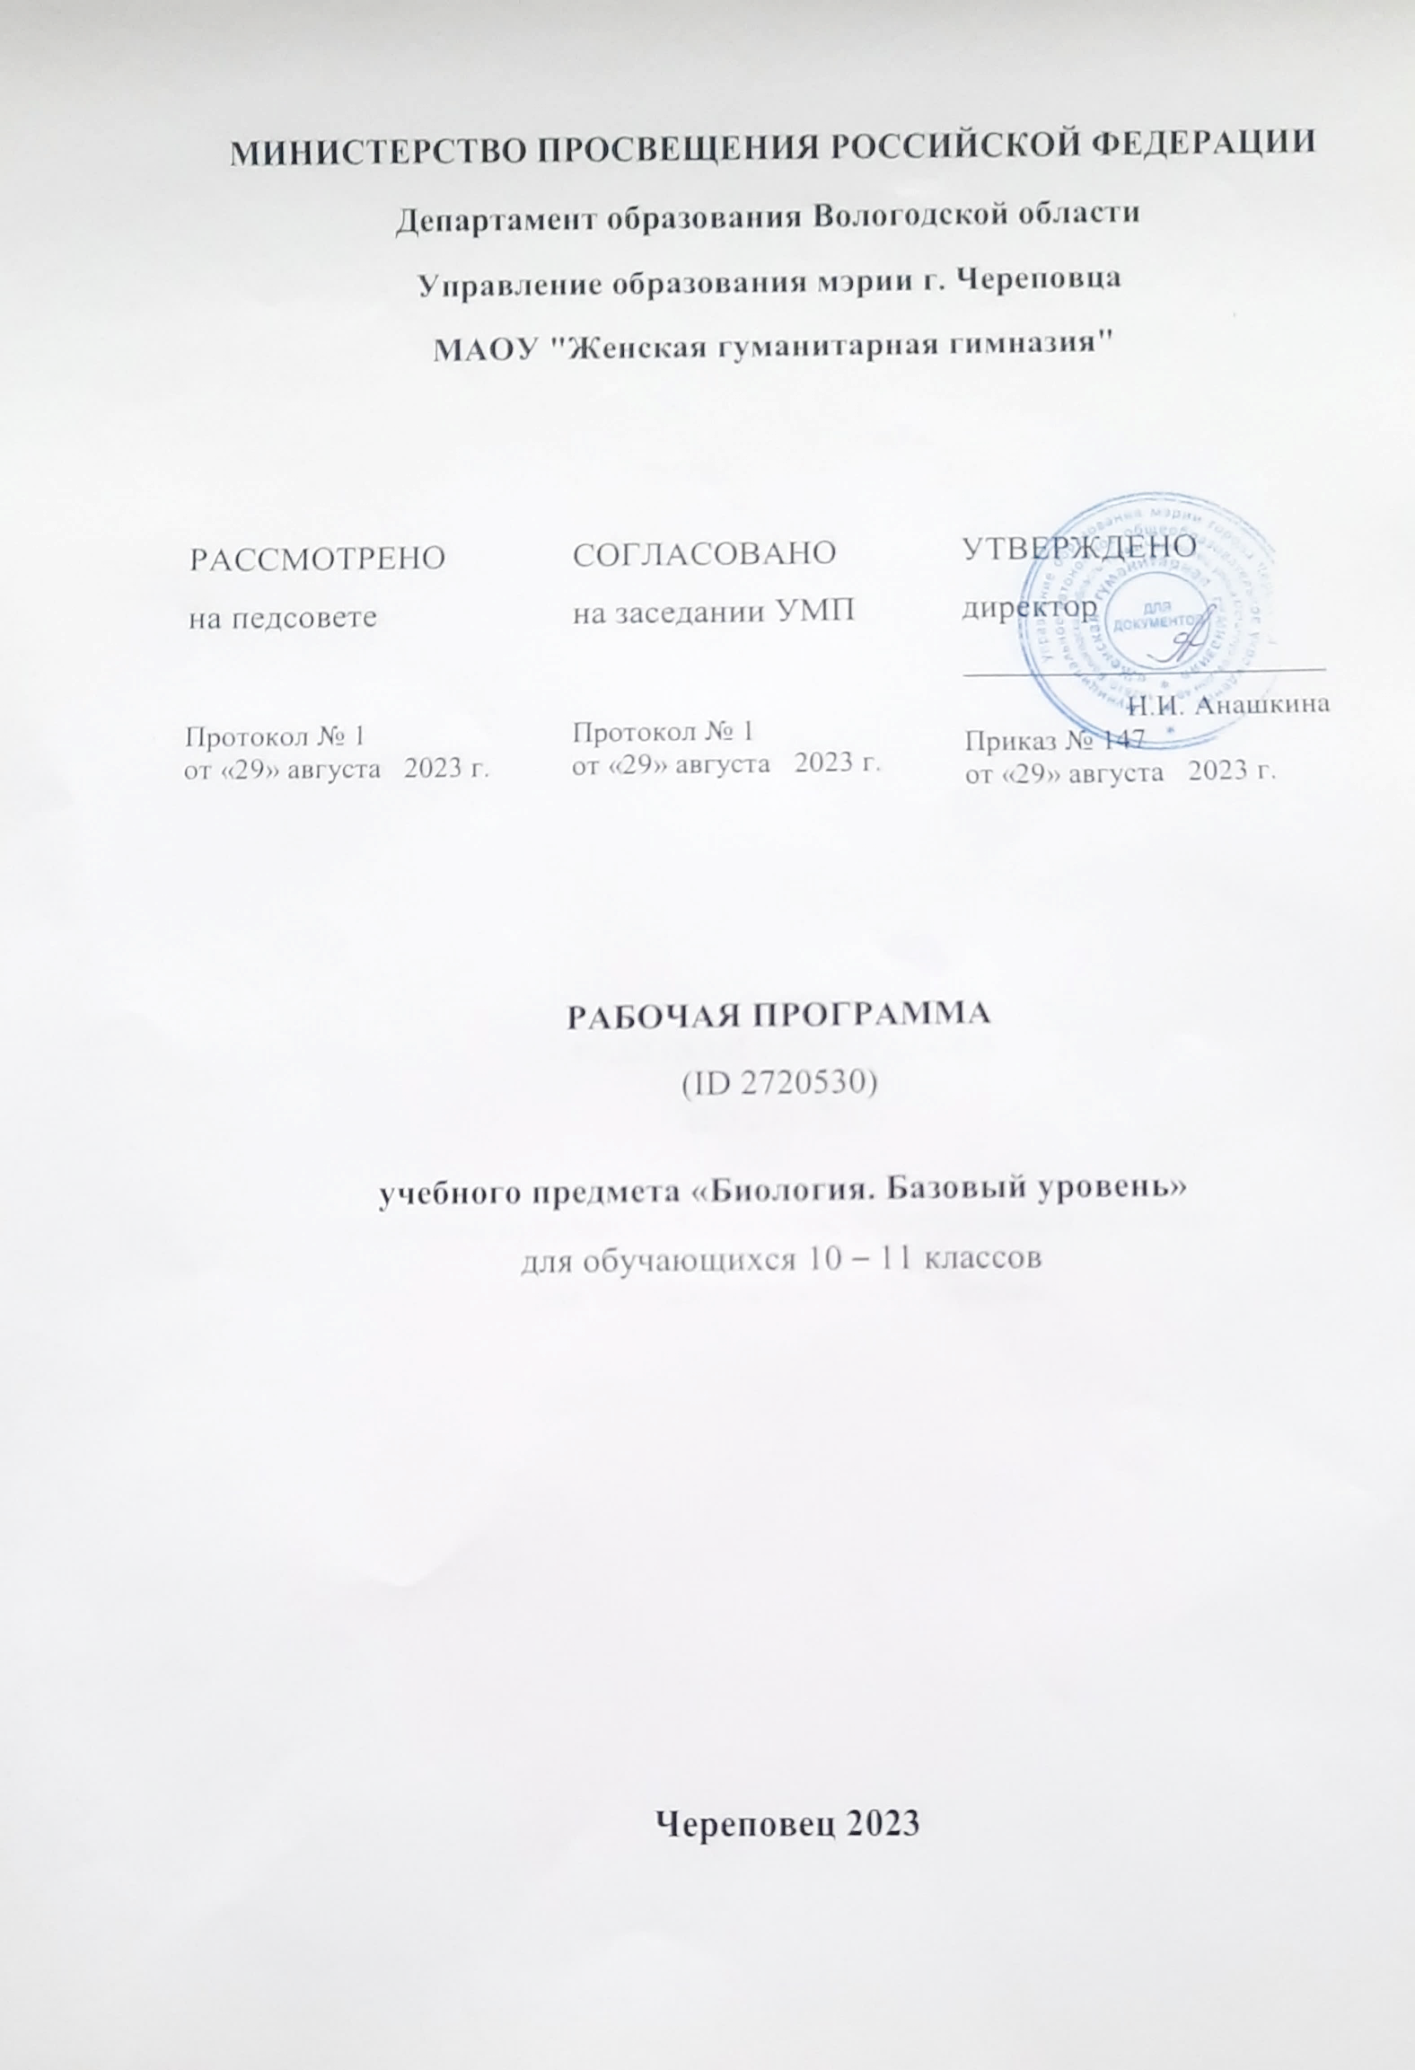 МИНИСТЕРСТВО ПРОСВЕЩЕНИЯ РОССИЙСКОЙ ФЕДЕРАЦИИ
Департамент образования Вологодской области
Управление образования мэрии г. Череповца
МАОУ "Женская гуманитарная гимназия"
РАССМОТРЕНО
на педсовете
Протокол № 1
от «29» августа 2023 г.
СОГЛАСОВАНО
на заседании УМП
Протокол № 1
от «29» августа 2023 г.
УТВЕРЖДЕНО
директор
Н.И. Анашкина
Приказ № 147
от «29» августа 2023 г.
ДЛЯ
ДОКУМЕНТОВ
РАБОЧАЯ ПРОГРАММА
(ID 2720530)
учебного предмета «Биология. Базовый уровень»
для обучающихся 10 – 11 классов
Череповец 2023